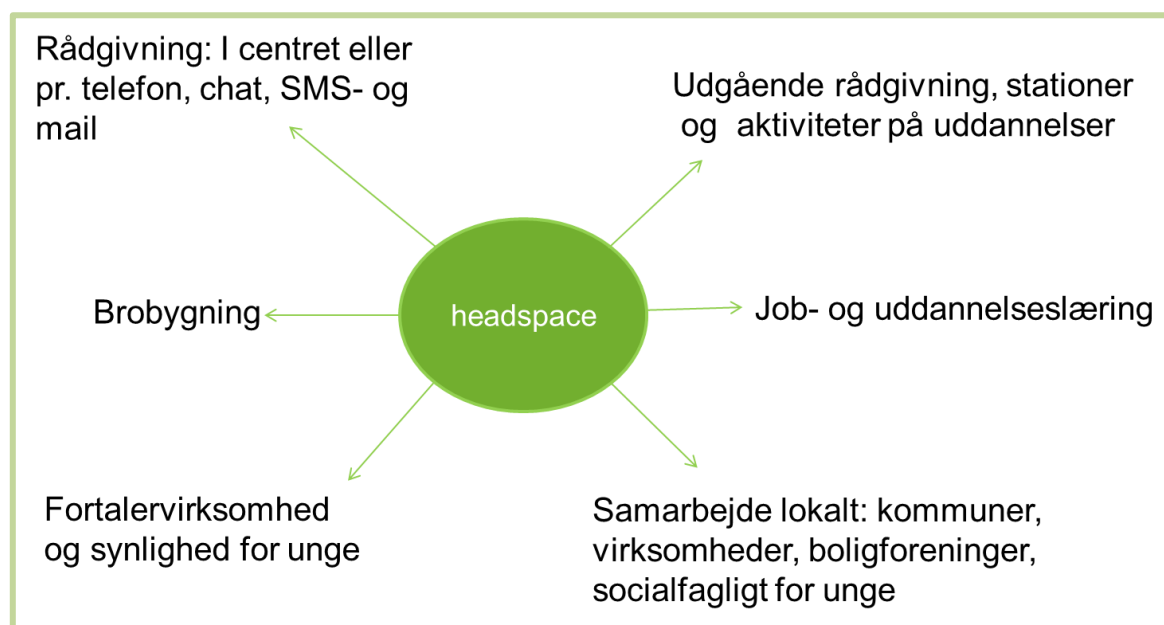 Rådgivning: I centret eller
pr. telefon, chat, SMS- og
mail
Udgående rådgivning, stationer
og aktiviteter på uddannelser
Brobygning
headspace
Job- og uddannelseslæring
Fortalervirksomhed
og synlighed for unge
Samarbejde lokalt: kommuner,
virksomheder, boligforeninger,
socialfagligt for unge